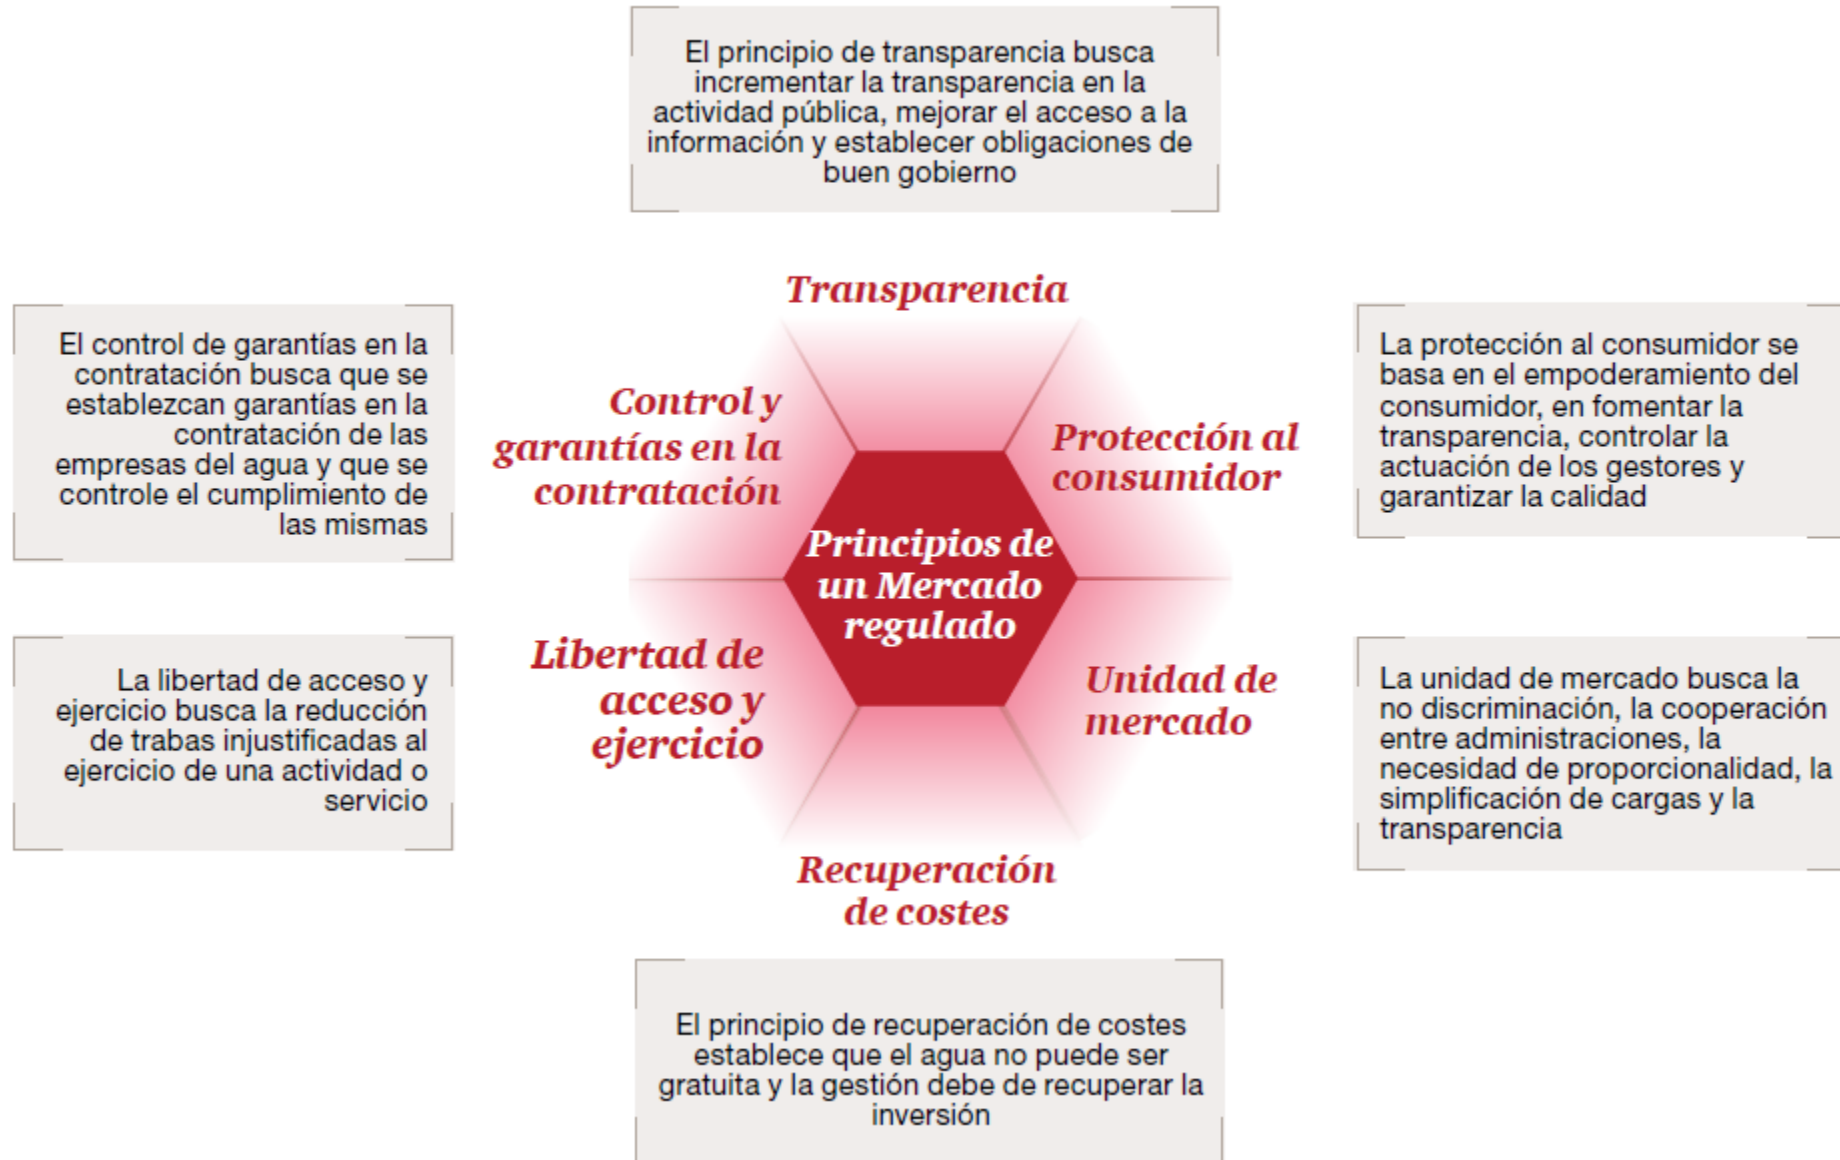 El principio de transparencia busca
incrementar la transparencia en la
actividad pública, mejorar el acceso a la
información y establecer obligaciones de
buen gobierno
Transparencia
El control de garantías en la
contratación busca que se
establezcan garantías en la
contratación de las
empresas del agua y que se
controle el cumplimiento de
las mismas
Control y
garantías en la
contratación
Protección al
consumidor
La protección al consumidor se
basa en el empoderamiento del
consumidor, en fomentar la
transparencia, controlar la
actuación de los gestores y
garantizar la calidad
Principios de
un Mercado
regulado
La libertad de acceso y
ejercicio busca la reducción
de trabas injustificadas al
ejercicio de una actividad o
servicio
Libertad de
acceso y
ejercicio
Unidad de
mercado
La unidad de mercado busca la
no discriminación, la cooperación
entre administraciones, la
necesidad de proporcionalidad, la
simplificación de cargas y la
transparencia
Recuperación
de costes
El principio de recuperación de costes
establece que el agua no puede ser
gratuita y la gestión debe de recuperar la
inversión